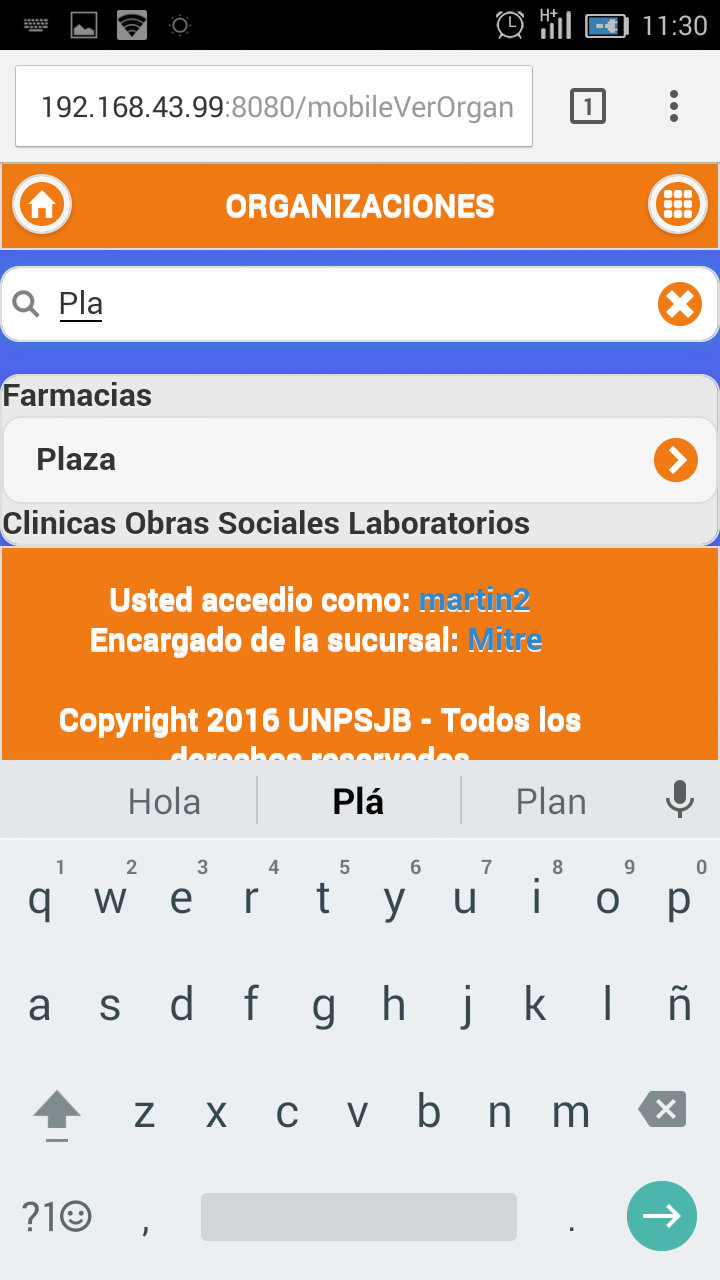 H+ 11:30
192.168.43.99:8080/mobileVerOrgan 1
ORGANIZACIONES
Pla
Farmacias
Plaza
Clinicas Obras Sociales Laboratorios
Usted accedio como: martin2
Encargado de la sucursal: Mitre
Copyright 2016 UNPSJB - Todos los
derechos reservados
Hola Plá Plan
1 2 3 4 5 6 7 8 9 0
q w e r t y u i o p
a s d f g h j k l ñ
z x c v b n m
?1 , .